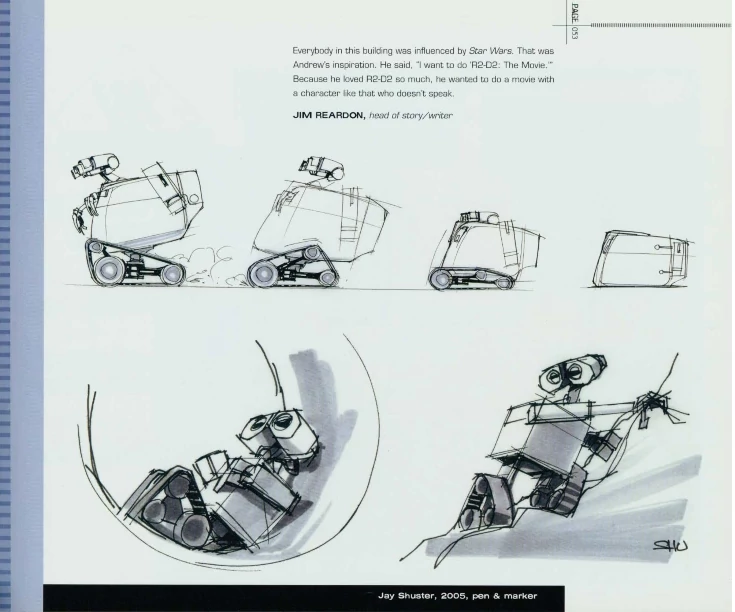 PAGE 053
Everybody in this building was influenced by Star Wars. That was
Andrew's inspiration. He said, "I want to do 'R2-D2: The Movie.'"
Because he loved R2-D2 so much, he wanted to do a movie with
a character like that who doesn't speak.
JIM REARDON, head of story/writer
SHU
Jay Shuster, 2005, pen & marker